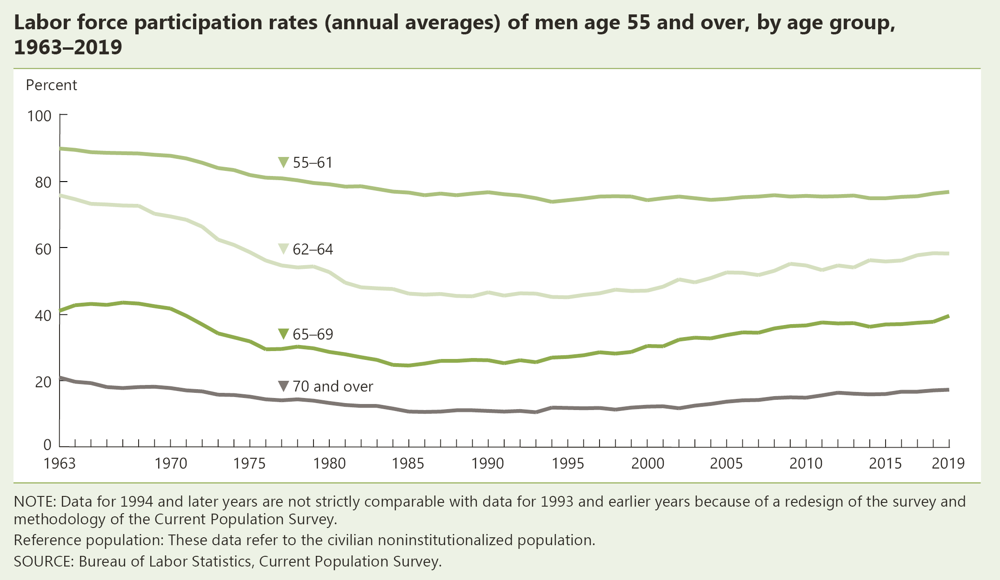 Labor force participation rates (annual averages) of men age 55 and over, by age group,
1963–2019
Percent
100
80
60
40
20
0
55–61
62–64
65–69
70 and over
1963 1970 1975 1980 1985 1990 1995 2000 2005 2010 2015 2019
NOTE: Data for 1994 and later years are not strictly comparable with data for 1993 and earlier years because of a redesign of the survey and
methodology of the Current Population Survey.
Reference population: These data refer to the civilian noninstitutionalized population.
SOURCE: Bureau of Labor Statistics, Current Population Survey.